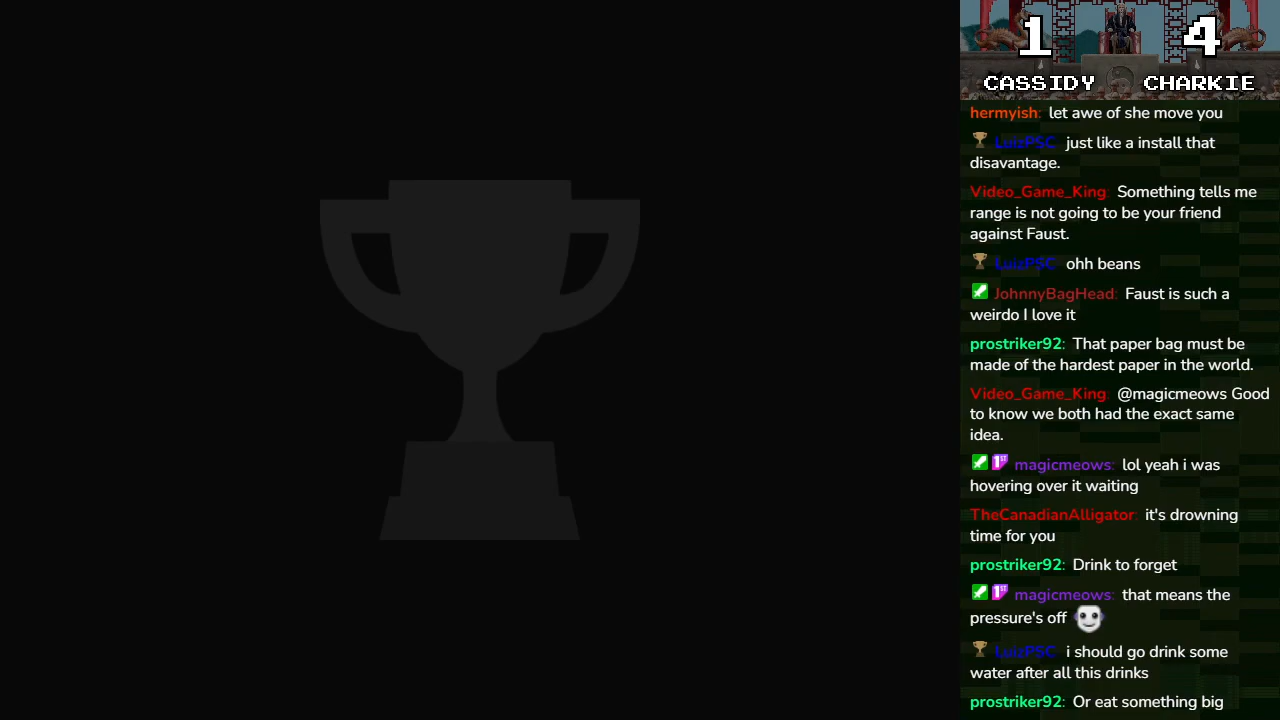 1 4
CASSIDY CHARKIE
hermyish: let awe of she move you
LuizPSC: just like a install that
disavantage.
Video_Game_King: Something tells me
range is not going to be your friend
against Faust.
LuizPSC: ohh beans
JohnnyBagHead: Faust is such a
weirdo I love it
prostriker92: That paper bag must be
made of the hardest paper in the world.
Video_Game_King: @magicmeows Good
to know we both had the exact same
idea.
magicmeows: lol yeah i was
hovering over it waiting
TheCanadianAlligator: it's drowning
time for you
prostriker92: Drink to forget
magicmeows: that means the
pressure's off
LuizPSC: i should go drink some
water after all this drinks
prostriker92: Or eat something big